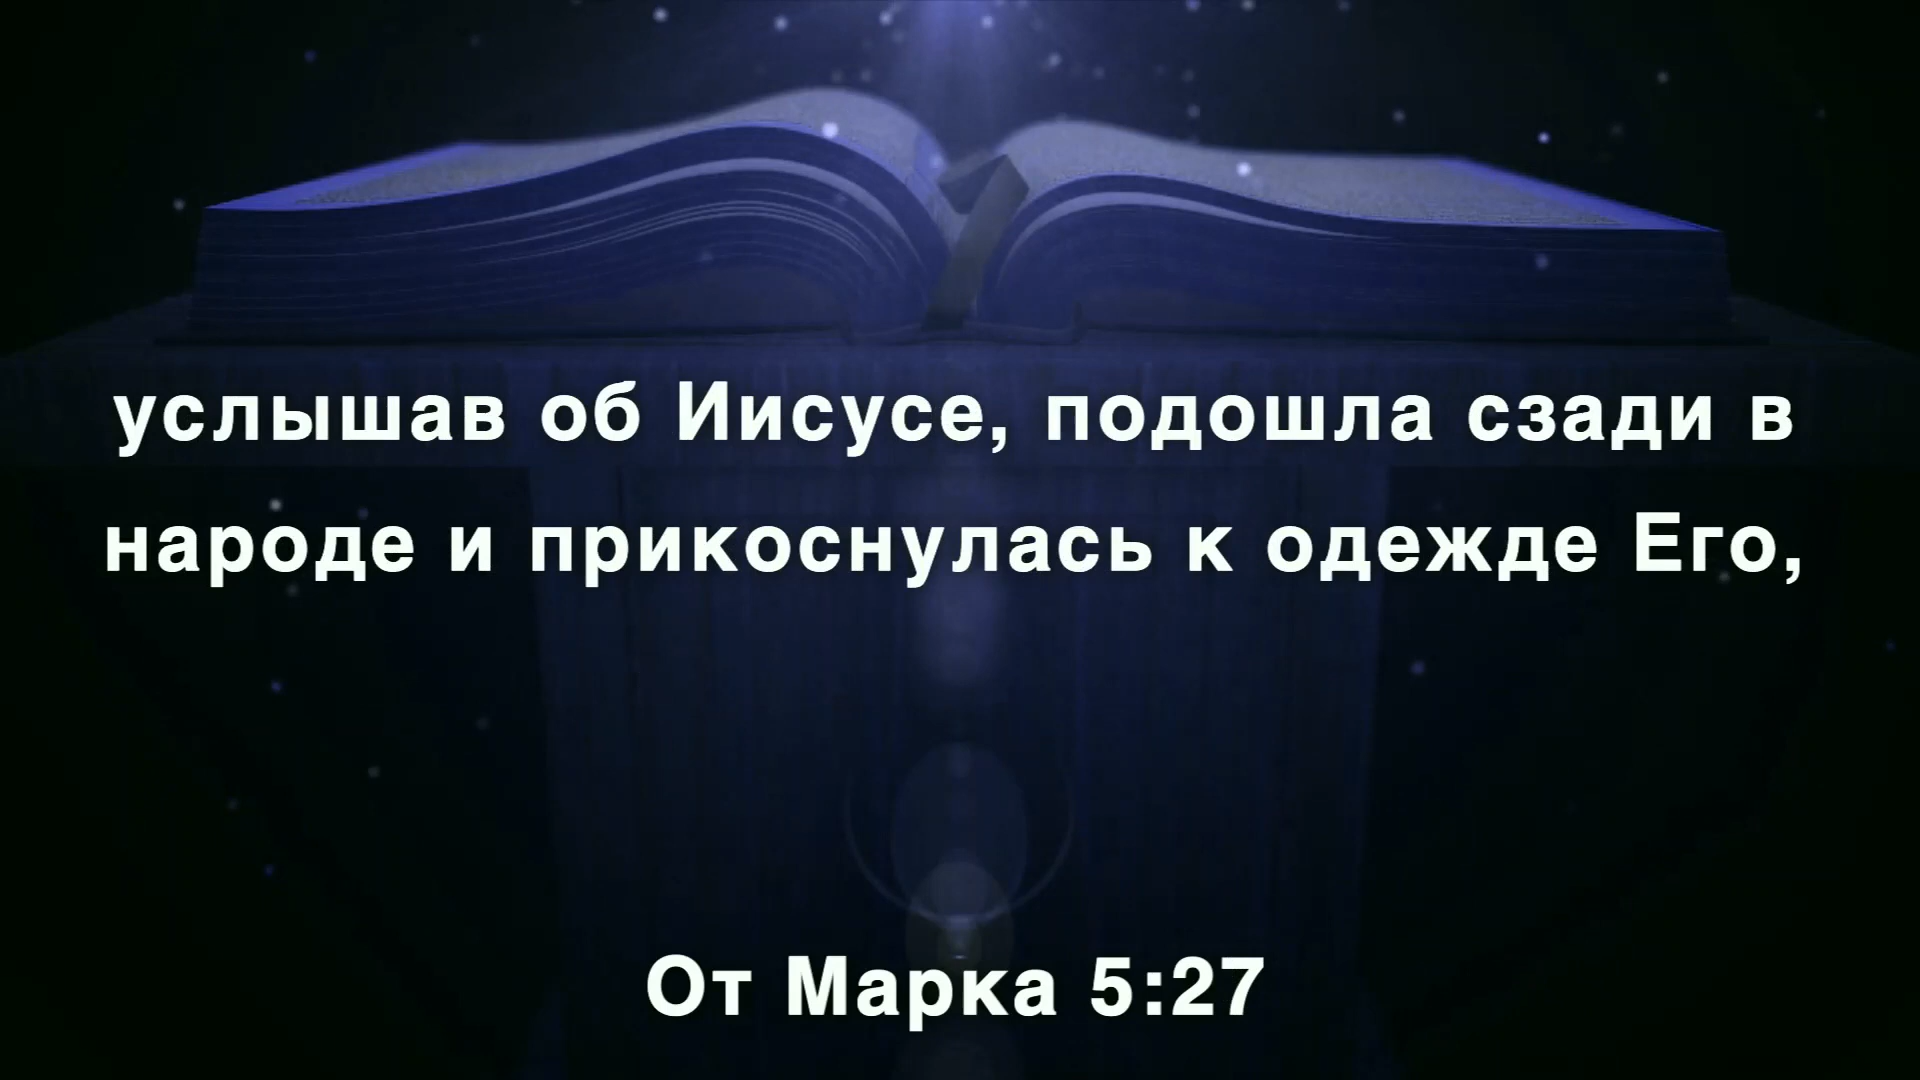 услышав об Иисусе, подошла сзади в
народе и прикоснулась к одежде Его,
От Марка 5:27